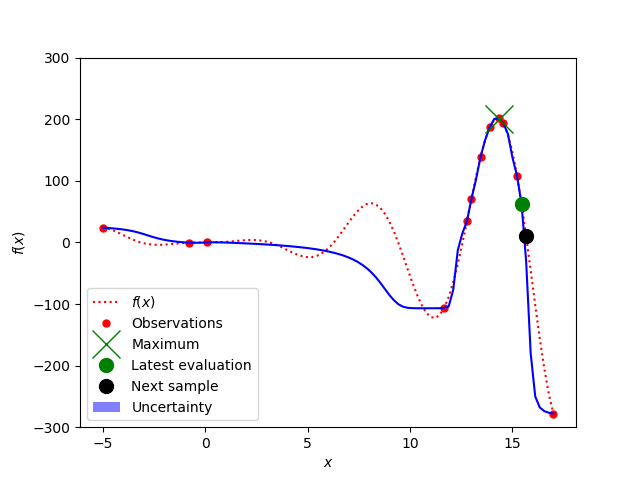 300
200
100
0
−100
−200
−300
f(x)
f(x)
Observations
Maximum
Latest evaluation
Next sample
Uncertainty
−5
0
5
10
15
x